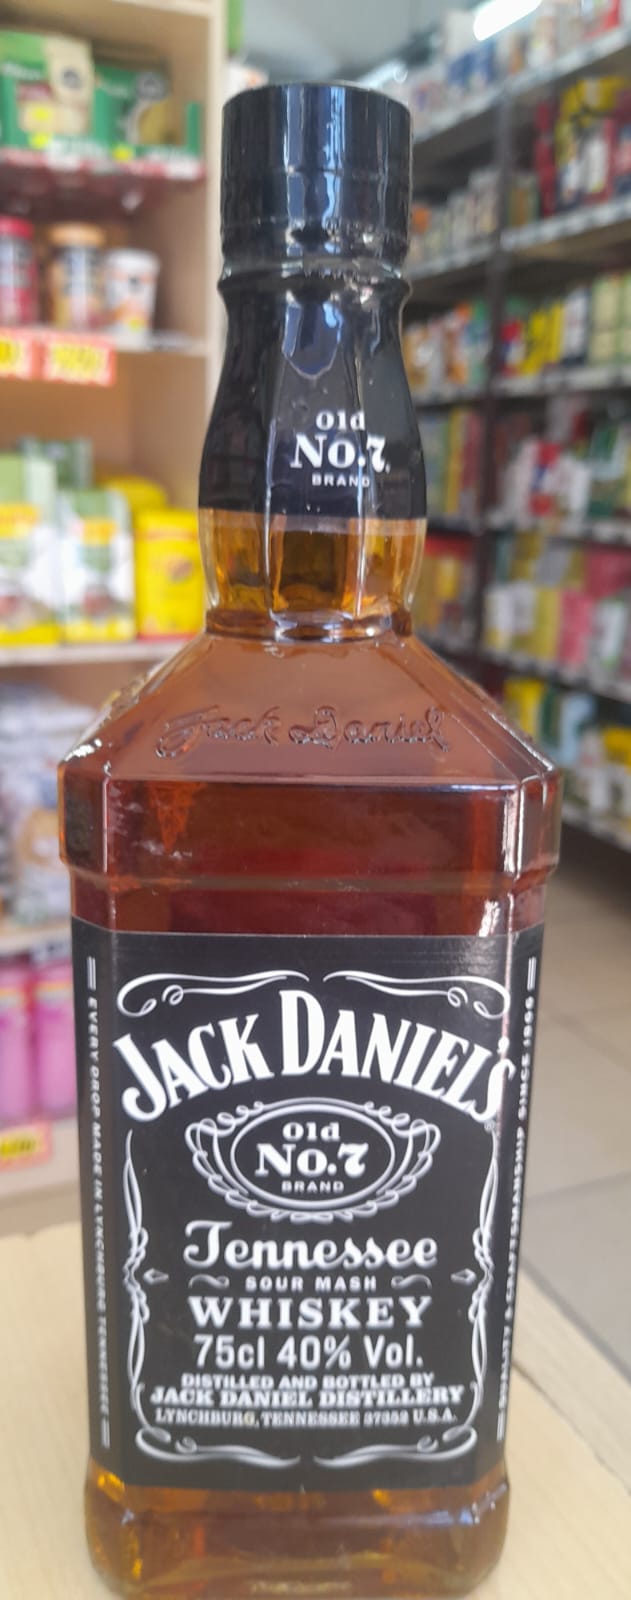 Old
No.7
BRAND
Jack Daniel
JACK DANIEL'S
Old
No.7
BRAND
Tennessee
SOUR MASH
WHISKEY
75cl 40% Vol.
DISTILLED AND BOTTLED BY
JACK DANIEL DISTILLERY
LYNCHBURG, TENNESSEE 37352 U.S.A.
EVERY DROP MADE IN LYNCHBURG TENNESSEE
CRAFTSMANSHIP SINCE 1866